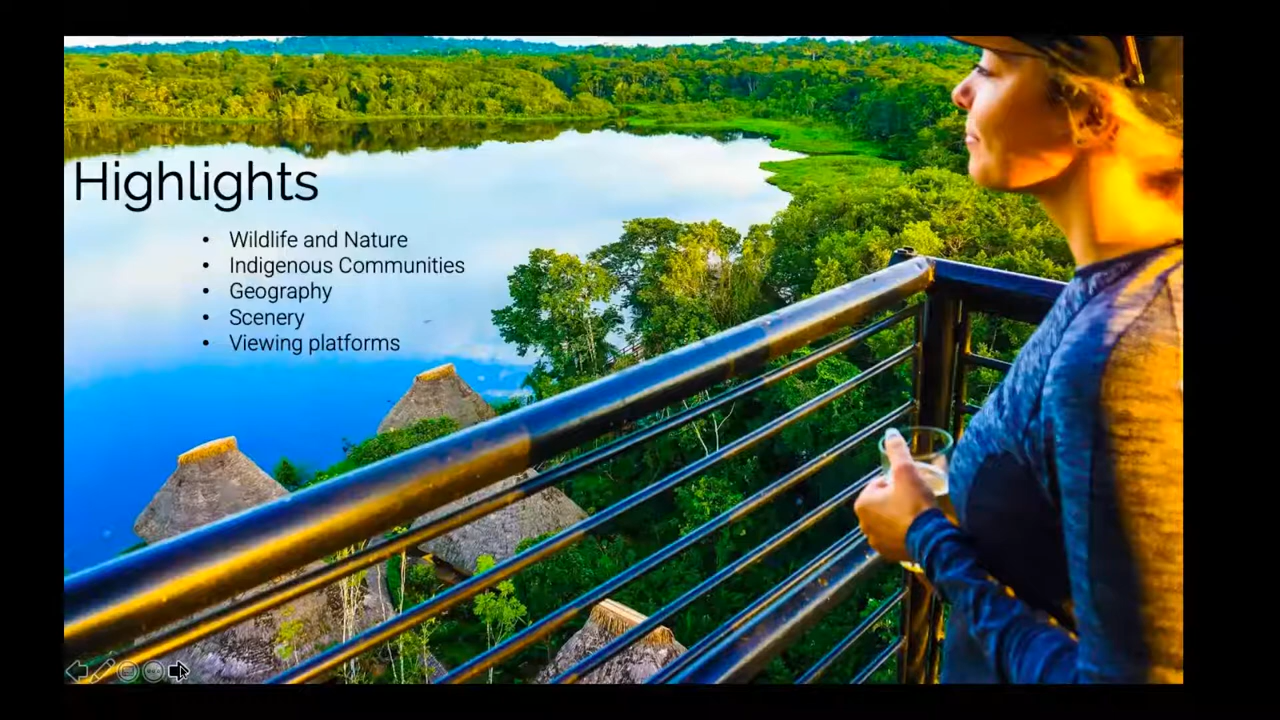 Highlights
• Wildlife and Nature
• Indigenous Communities
• Geography
• Scenery
• Viewing platforms